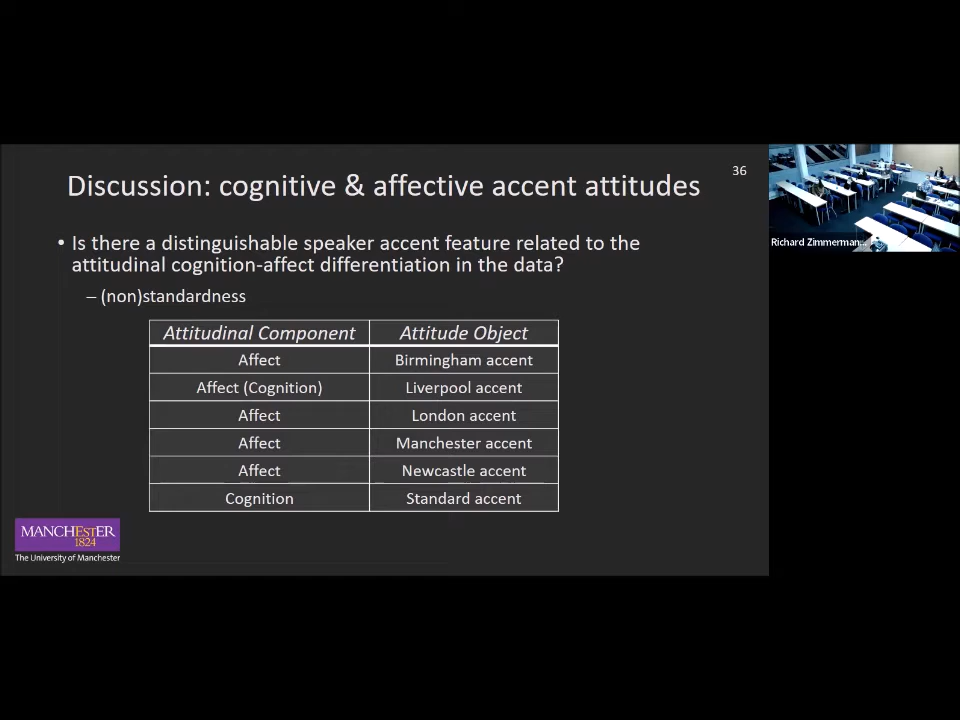 Discussion: cognitive & affective accent attitudes
36
• Is there a distinguishable speaker accent feature related to the
attitudinal cognition-affect differentiation in the data?
– (non)standardness
Attitudinal Component Attitude Object
Affect Birmingham accent
Affect (Cognition) Liverpool accent
Affect London accent
Affect Manchester accent
Affect Newcastle accent
Cognition Standard accent
MANCHESTER
1824
The University of Manchester
Richard Zimmerman...